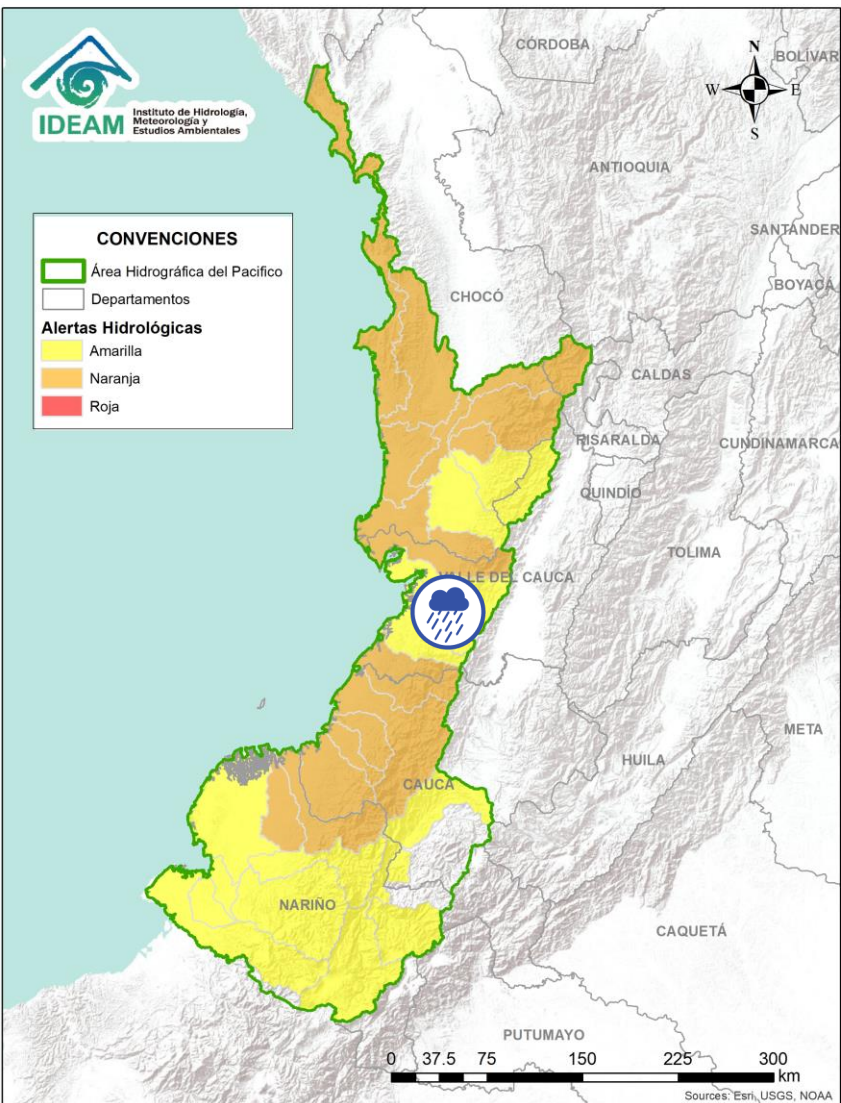 IDEAM
Instituto de Hidrología,
Meteorología y
Estudios Ambientales
CONVENCIONES
Área Hidrográfica del Pacifico
Departamentos
Alertas Hidrológicas
Amarilla
Naranja
Roja
N
W
E
S
CÓRDOBA
BOLÍVAR
ANTIOQUIA
SANTANDER
BOYACÁ
CHOCÓ
CALDAS
RISARALDA
CUNDINAMARCA
QUINDÍO
TOLIMA
VALLE DEL CAUCA
META
HUILA
CAUCA
NARIÑO
CAQUETÁ
PUTUMAYO
0 37.5 75 150 225 300
km
Sources: Esri, USGS, NOAA